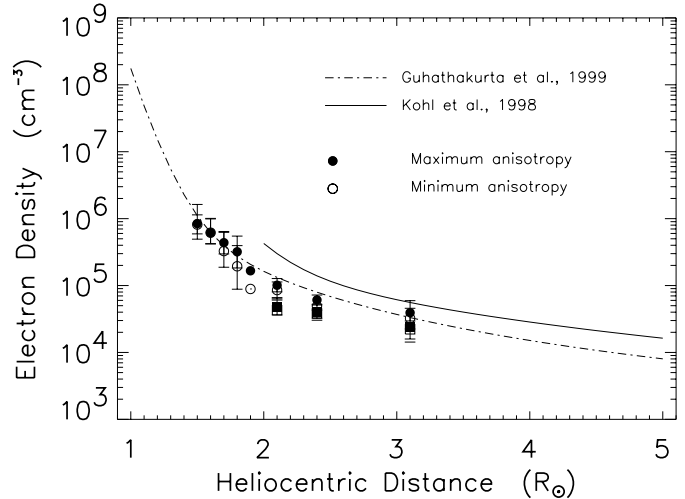 10⁹
10⁸
10⁷
10⁶
10⁵
10⁴
10³
Electron Density (cm⁻³)
Guhathakurta et al., 1999
Kohl et al., 1998
Maximum anisotropy
Minimum anisotropy
1 2 3 4 5
Heliocentric Distance (R☉)